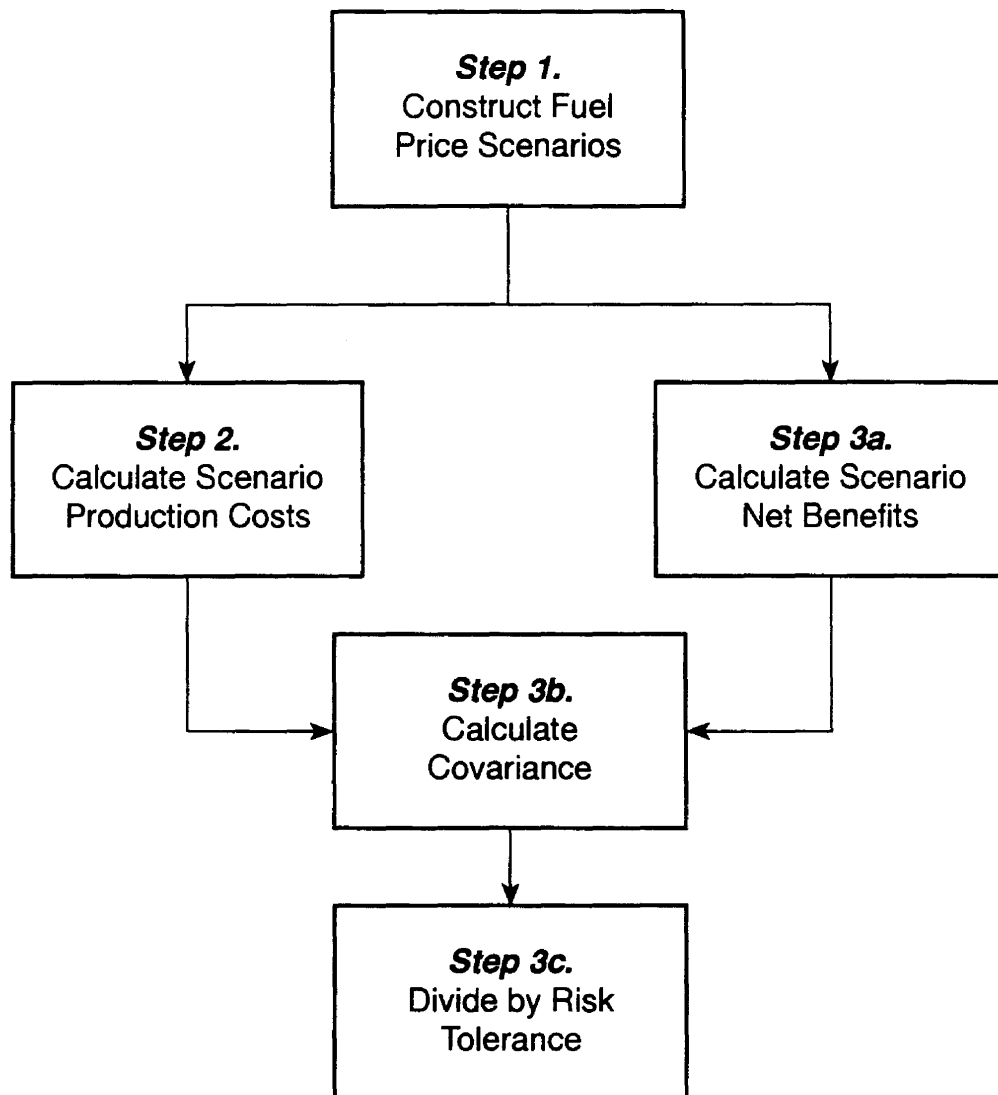 Step 1.
Construct Fuel
Price Scenarios
Step 2.
Calculate Scenario
Production Costs
Step 3a.
Calculate Scenario
Net Benefits
Step 3b.
Calculate
Covariance
Step 3c.
Divide by Risk
Tolerance